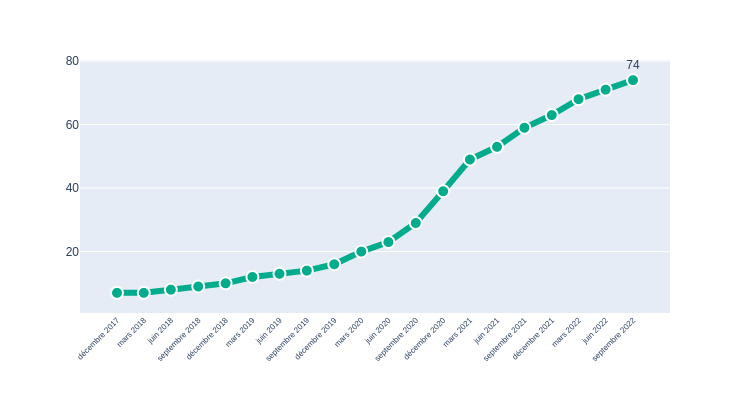 80
74
60
40
20
décembre 2017
mars 2018
juin 2018
septembre 2018
décembre 2018
mars 2019
juin 2019
septembre 2019
décembre 2019
mars 2020
juin 2020
septembre 2020
décembre 2020
mars 2021
juin 2021
septembre 2021
décembre 2021
mars 2022
juin 2022
septembre 2022